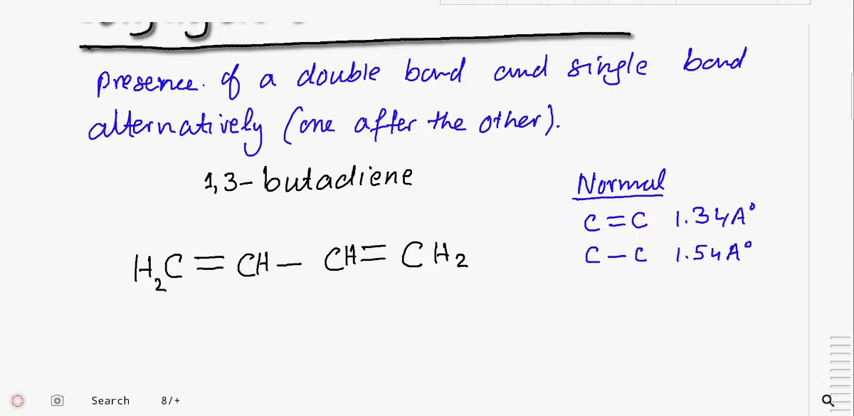 presence of a double bond and single bond
alternatively (one after the other).
1,3-butadiene
Normal
C=C 1.34A°
C-C 1.54A°
H₂C=CH-CH=CH₂
Search 8/+